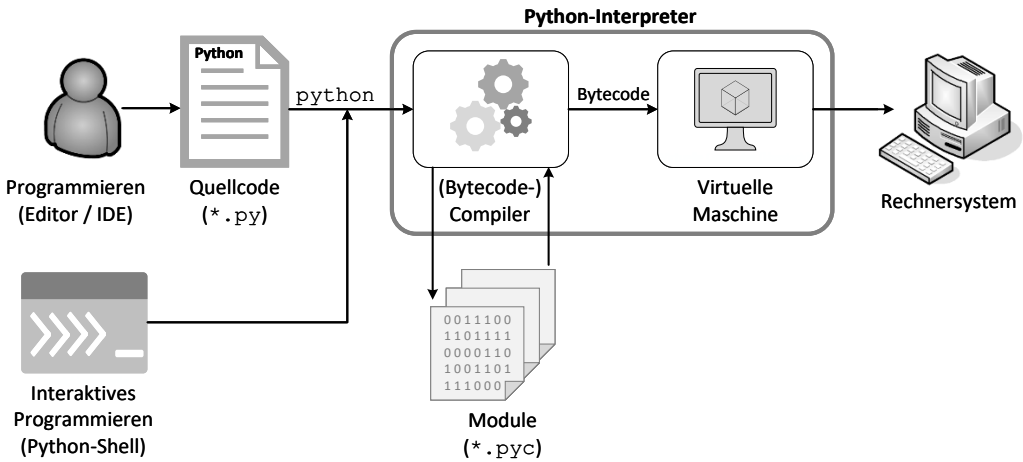 Python-Interpreter
Python
python
Bytecode
Programmieren
(Editor / IDE)
Quellcode
(*.py)
(Bytecode-)
Compiler
Virtuelle
Maschine
Rechnersystem
0011100
1101111
0000110
1001101
111000
Interaktives
Programmieren
(Python-Shell)
Module
(*.pyc)